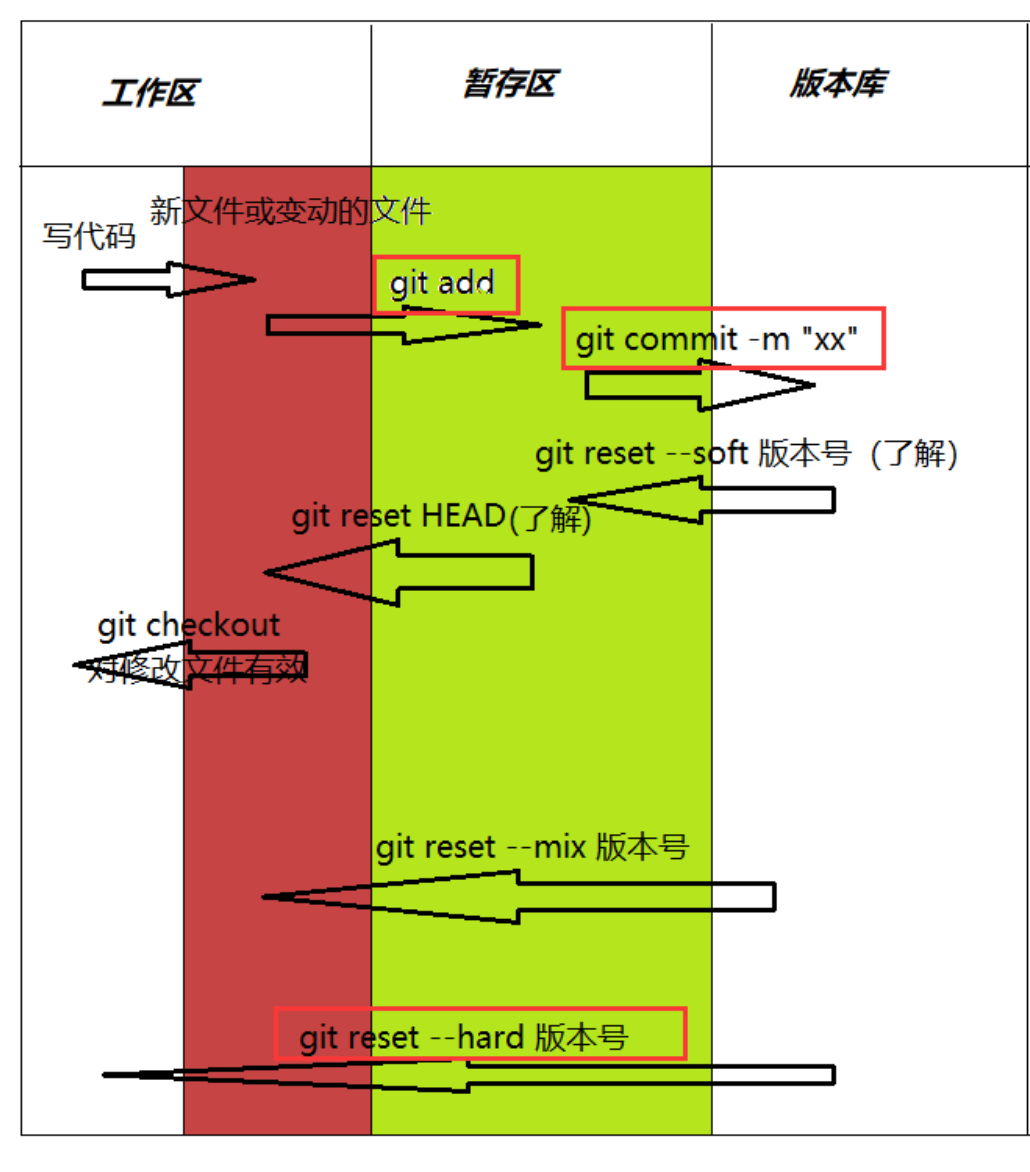 工作区
暂存区
版本库
新文件或变动的文件
写代码
git add
git commit -m "xx"
git reset --soft 版本号（了解）
git reset HEAD(了解)
git checkout
对修改文件有效
git reset --mix 版本号
git reset --hard 版本号